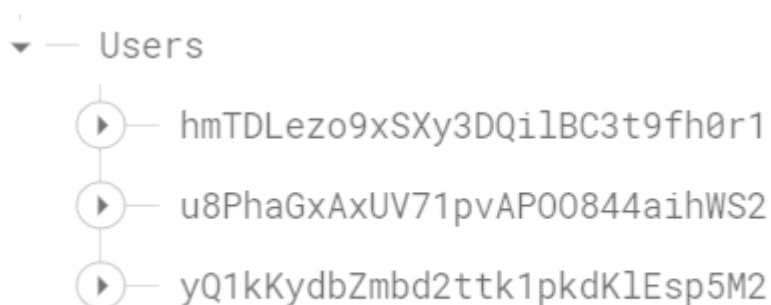 Users
hmTDLezo9xSXy3DQilBC3t9fh0r1
u8PhaGxAxUV71pvAPOO844aihWS2
yQ1kKydbZmbd2ttk1pkdKlEsp5M2